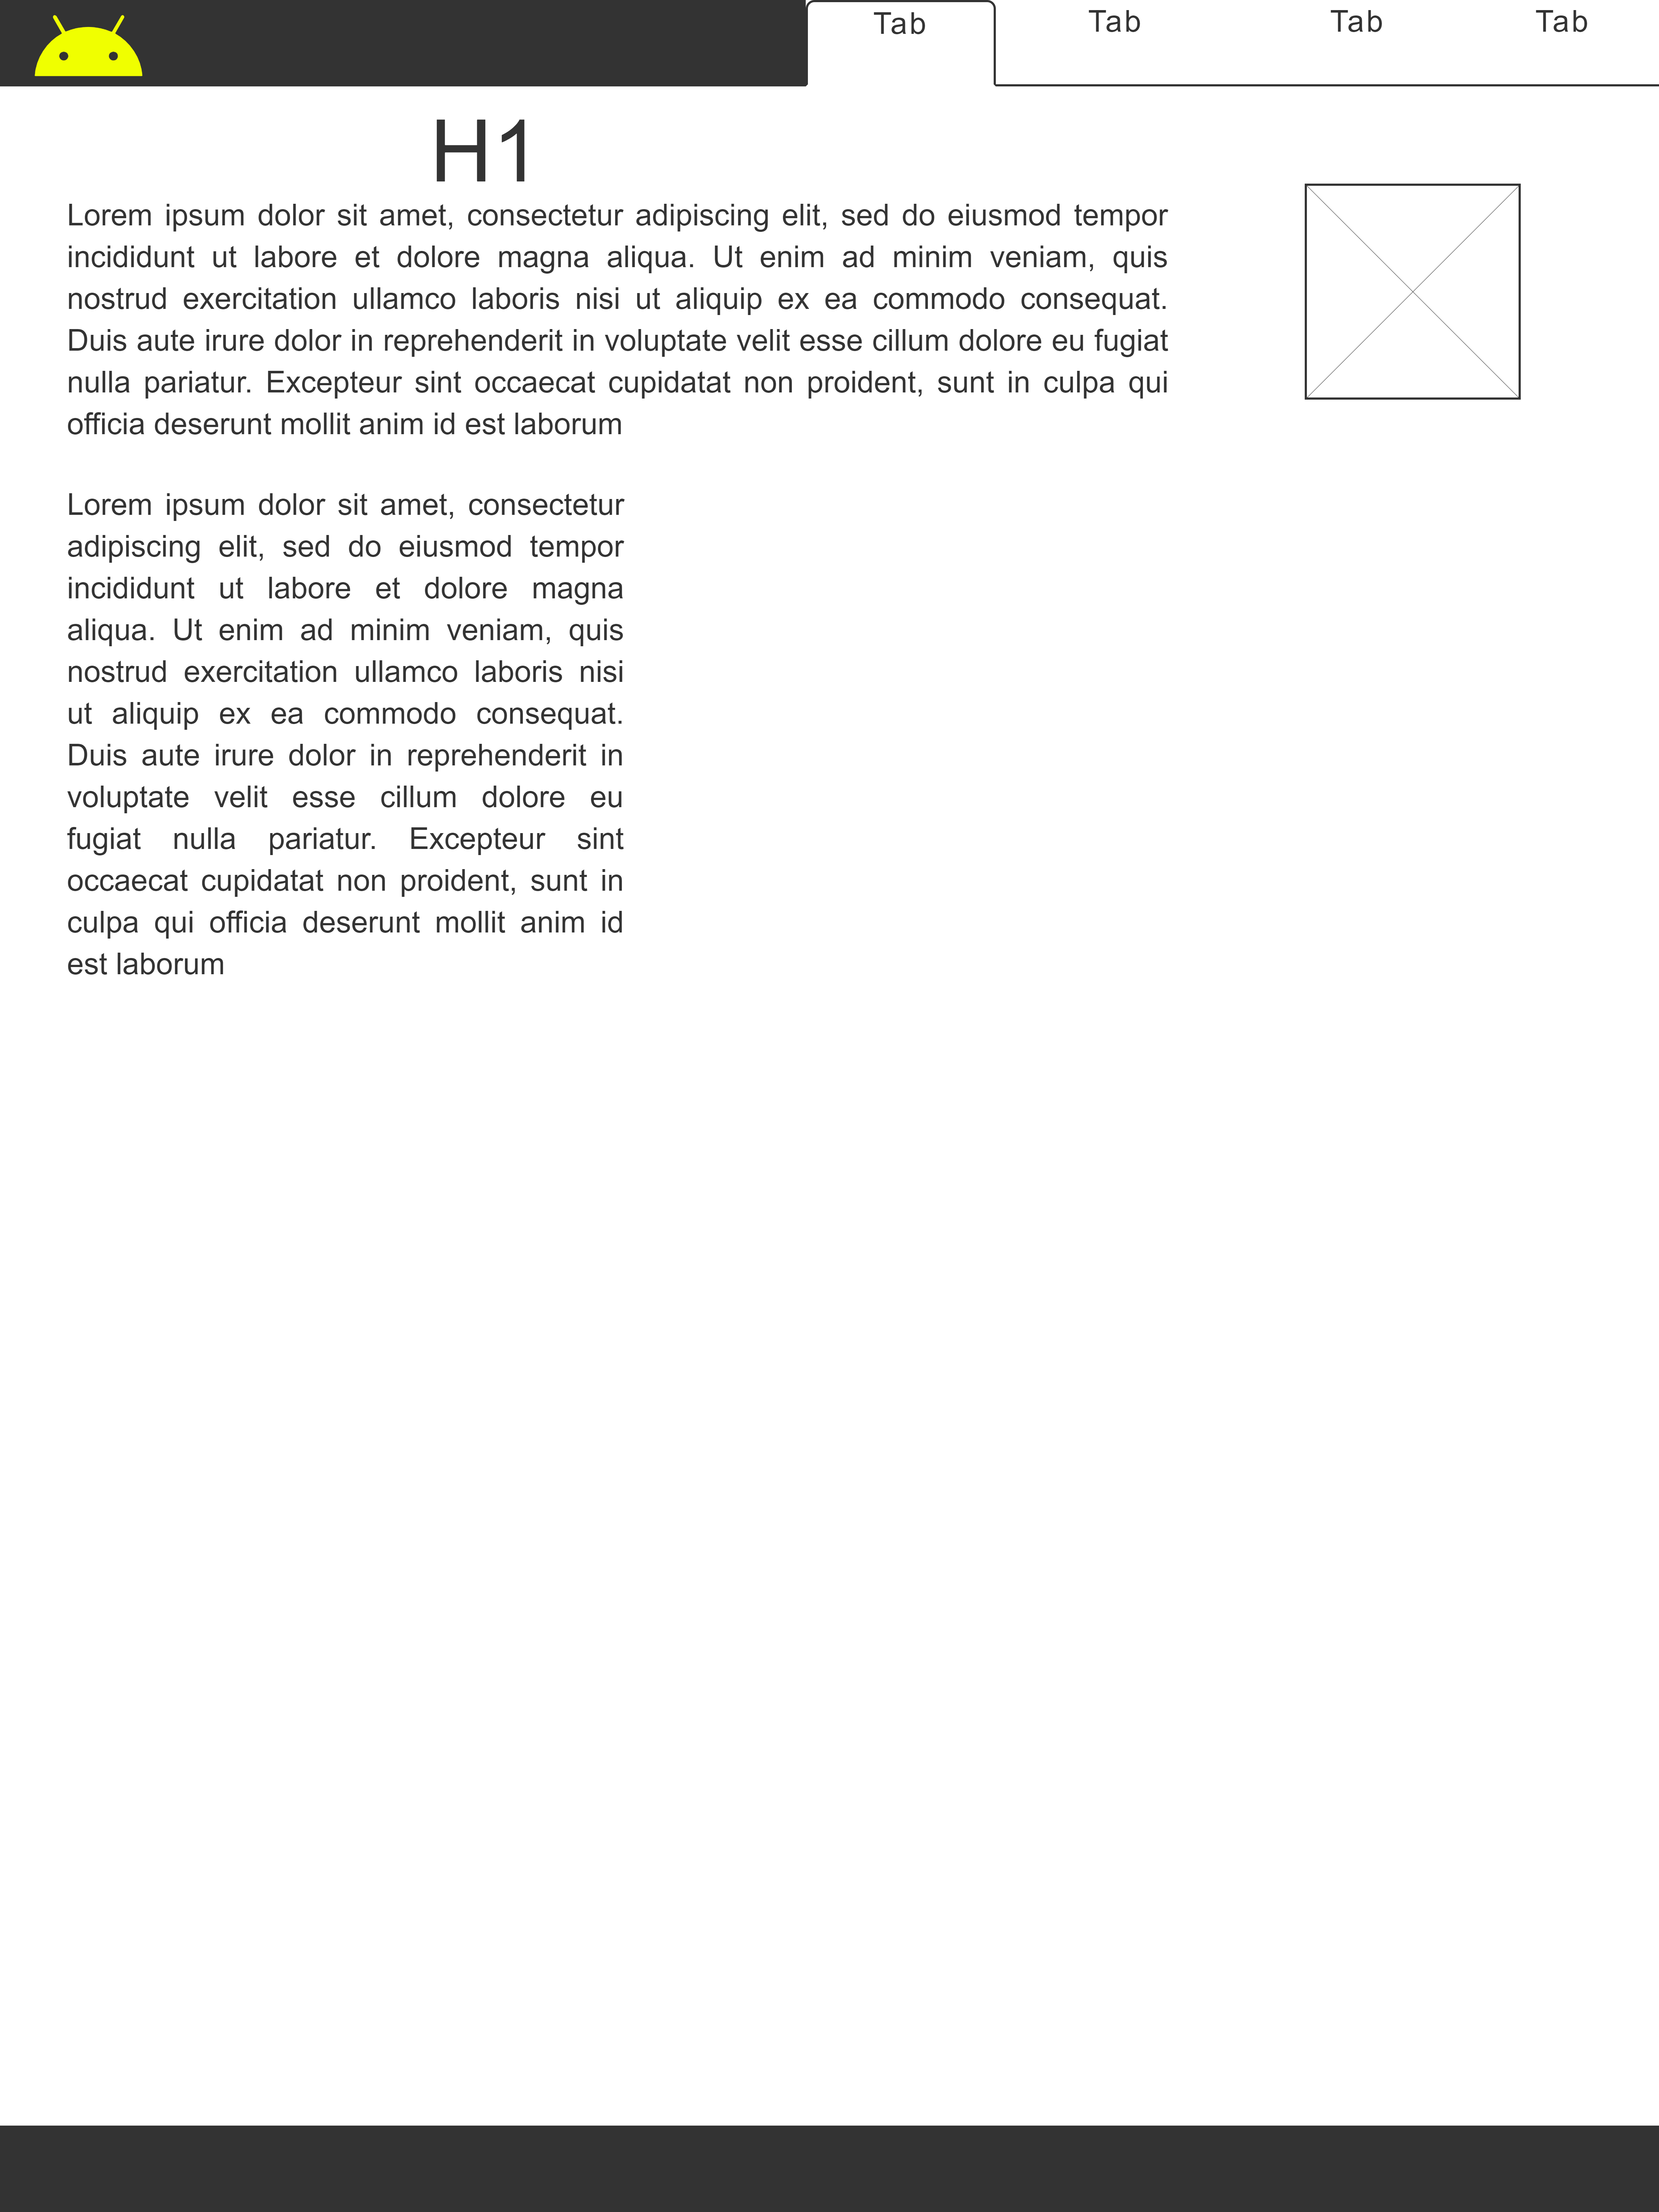 Tab Tab Tab Tab
H1
Lorem ipsum dolor sit amet, consectetur adipiscing elit, sed do eiusmod tempor
incididunt ut labore et dolore magna aliqua. Ut enim ad minim veniam, quis
nostrud exercitation ullamco laboris nisi ut aliquip ex ea commodo consequat.
Duis aute irure dolor in reprehenderit in voluptate velit esse cillum dolore eu fugiat
nulla pariatur. Excepteur sint occaecat cupidatat non proident, sunt in culpa qui
officia deserunt mollit anim id est laborum
Lorem ipsum dolor sit amet, consectetur
adipiscing elit, sed do eiusmod tempor
incididunt ut labore et dolore magna
aliqua. Ut enim ad minim veniam, quis
nostrud exercitation ullamco laboris nisi
ut aliquip ex ea commodo consequat.
Duis aute irure dolor in reprehenderit in
voluptate velit esse cillum dolore eu
fugiat nulla pariatur. Excepteur sint
occaecat cupidatat non proident, sunt in
culpa qui officia deserunt mollit anim id
est laborum